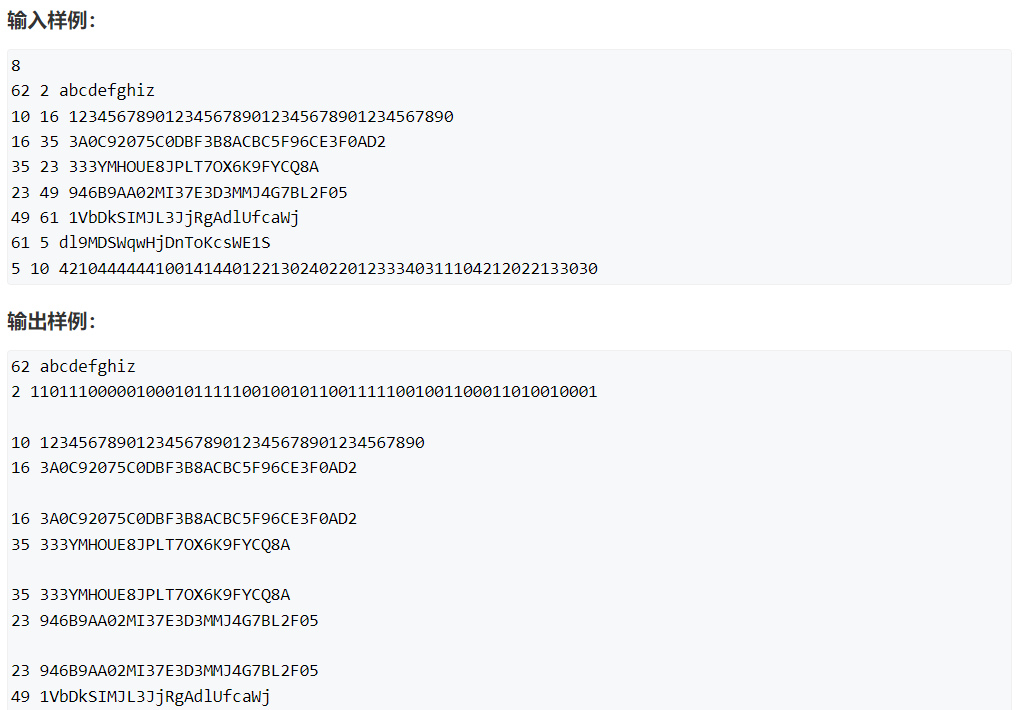 输入样例：
8
62 2 abcdefghiz
10 16 1234567890123456789012345678901234567890
16 35 3A0C92075C0DBF3B8ACBC5F96CE3F0AD2
35 23 333YMHOUE8JPLT7OX6K9FYCQ8A
23 49 946B9AA02MI37E3D3MMJ4G7BL2F05
49 61 1VbDkSIMJL3JjRgAdlUfcaWj
61 5 dl9MDSWqwHjDnToKcsWE1S
5 10 42104444441001414401221302402201233340311104212022133030
输出样例：
62 abcdefghiz
2 11011100000100010111110010010110011111001001100011010010001

10 1234567890123456789012345678901234567890
16 3A0C92075C0DBF3B8ACBC5F96CE3F0AD2

16 3A0C92075C0DBF3B8ACBC5F96CE3F0AD2
35 333YMHOUE8JPLT7OX6K9FYCQ8A

35 333YMHOUE8JPLT7OX6K9FYCQ8A
23 946B9AA02MI37E3D3MMJ4G7BL2F05

23 946B9AA02MI37E3D3MMJ4G7BL2F05
49 1VbDkSIMJL3JjRgAdlUfcaWj